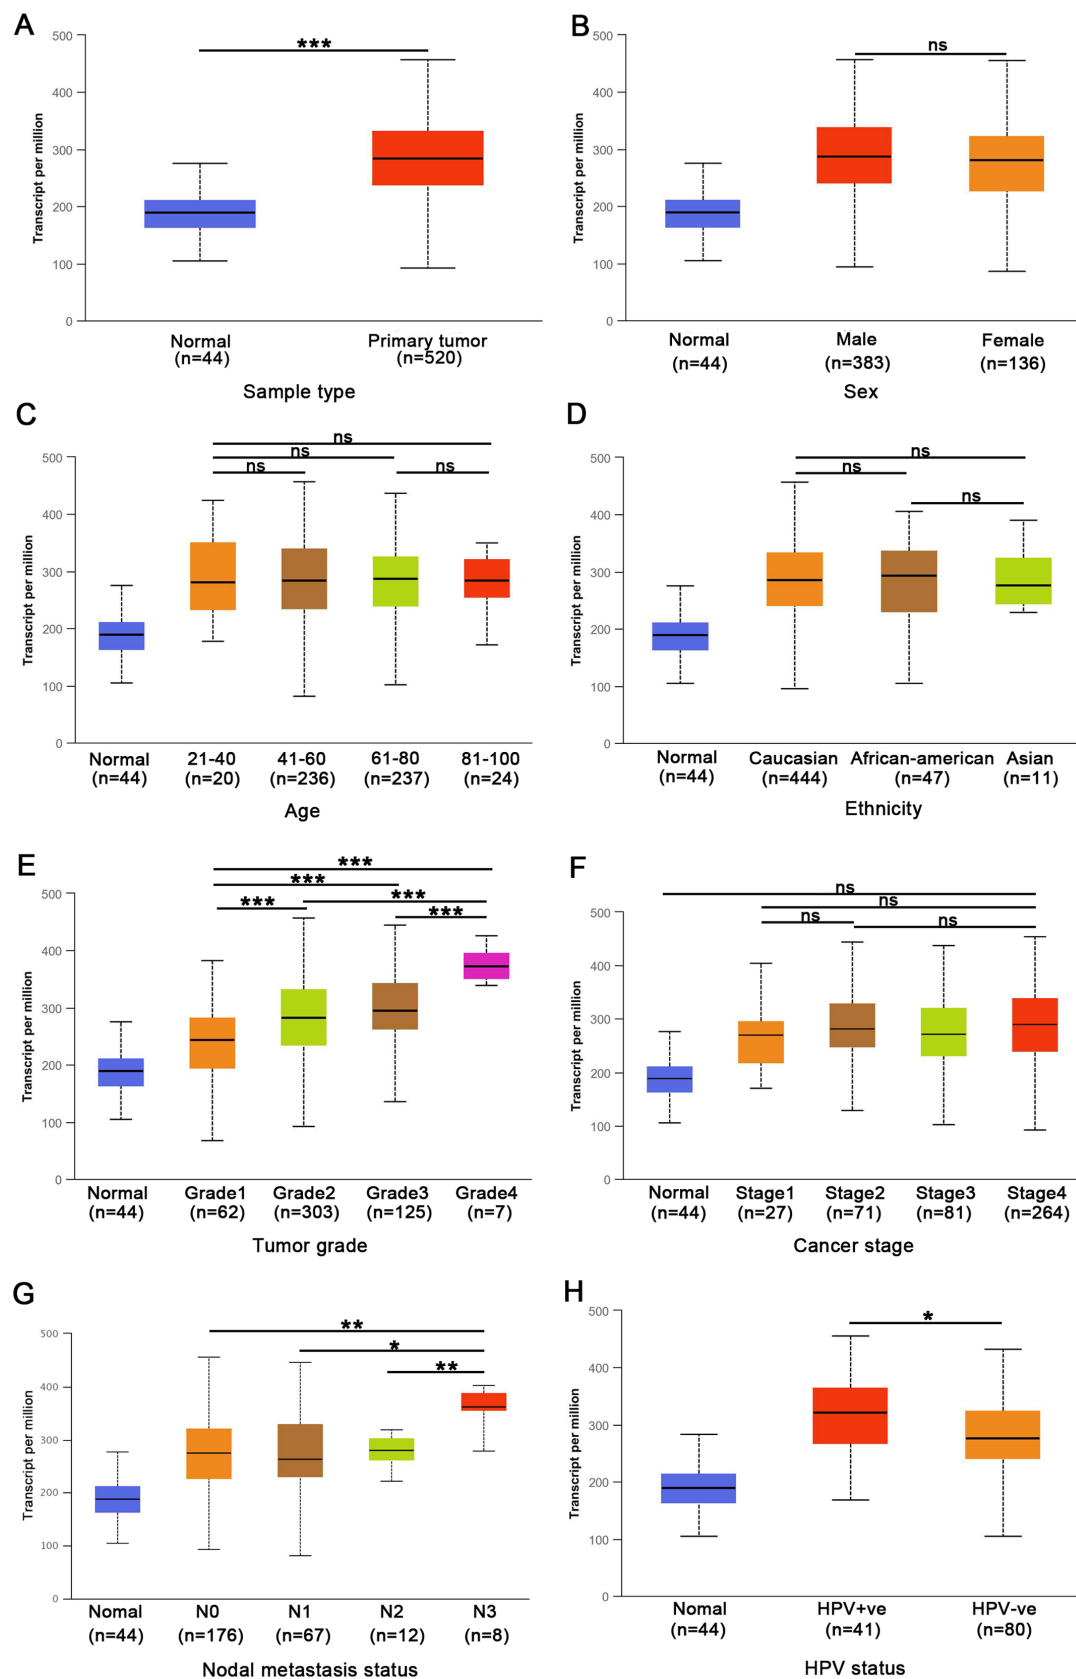 A
Transcript per million
500
400
300
200
100
0
***
Normal
(n=44)
Primary tumor
(n=520)
Sample type
B
Transcript per million
500
400
300
200
100
0
ns
Normal
(n=44)
Male
(n=383)
Female
(n=136)
Sex
C
Transcript per million
500
400
300
200
100
0
ns
ns
ns
ns
Normal
(n=44)
21-40
(n=20)
41-60
(n=236)
61-80
(n=237)
81-100
(n=24)
Age
D
Transcript per million
500
400
300
200
100
0
ns
ns
ns
Normal
(n=44)
Caucasian
(n=444)
African-american
(n=47)
Asian
(n=11)
Ethnicity
E
Transcript per million
500
400
300
200
100
0
***
***
***
***
***
Normal
(n=44)
Grade1
(n=62)
Grade2
(n=303)
Grade3
(n=125)
Grade4
(n=7)
Tumor grade
F
Transcript per million
500
400
300
200
100
0
ns
ns
ns
ns
Normal
(n=44)
Stage1
(n=27)
Stage2
(n=71)
Stage3
(n=81)
Stage4
(n=264)
Cancer stage
G
Transcript per million
500
400
300
200
100
0
**
*
**
Nomal
(n=44)
N0
(n=176)
N1
(n=67)
N2
(n=12)
N3
(n=8)
Nodal metastasis status
H
Transcript per million
500
400
300
200
100
0
*
Nomal
(n=44)
HPV+ve
(n=41)
HPV-ve
(n=80)
HPV status